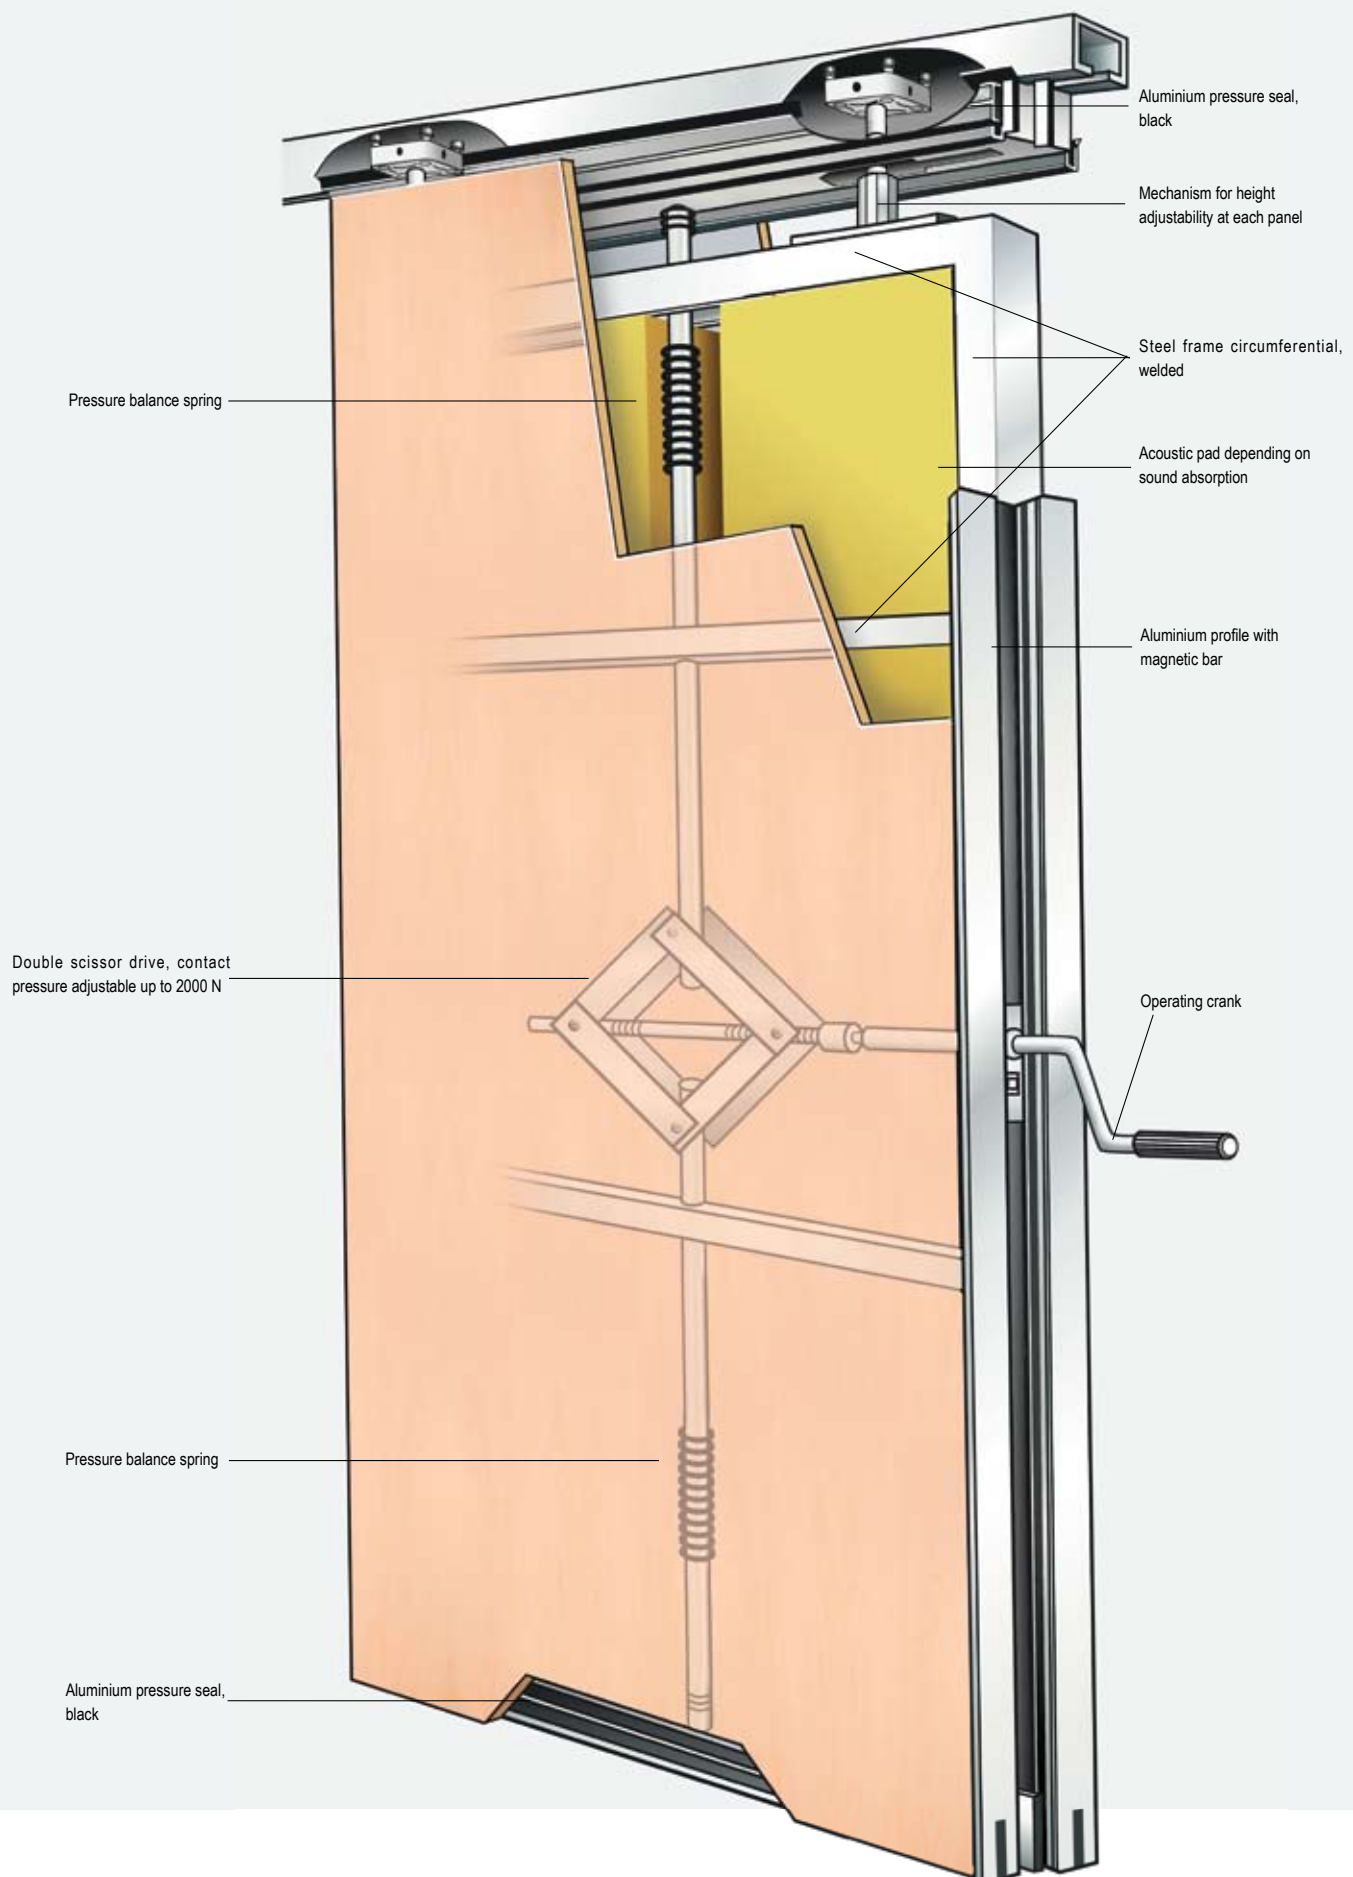 Aluminium pressure seal,
black
Mechanism for height
adjustability at each panel
Steel frame circumferential,
welded
Pressure balance spring
Acoustic pad depending on
sound absorption
Aluminium profile with
magnetic bar
Double scissor drive, contact
pressure adjustable up to 2000 N
Operating crank
Pressure balance spring
Aluminium pressure seal,
black